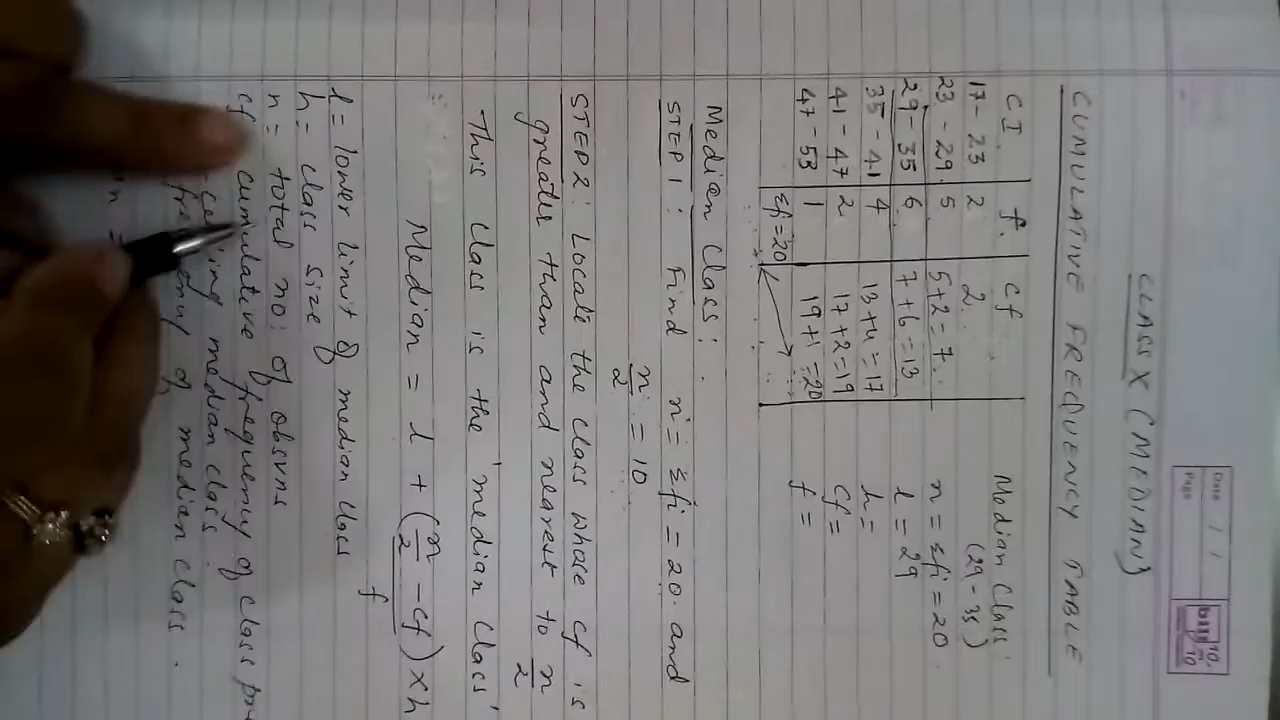 Date / /
Page
CLASS X (MEDIAN)
CUMULATIVE FREQUENCY TABLE
CI f. cf Median Class:
17 - 23 2 2. (29 - 35)
23 - 29. 5 5+2 = 7. n = Σfi = 20.
29 - 35 6 7+6 = 13 l = 29
35 - 41 4 13+4 = 17 h =
41 - 47 2 17+2 = 19 cf =
47 - 53 1 19+1 = 20 f =
Σfi = 20
Median Class:
STEP 1: Find n = Σfi = 20. and
n/2 = 10.
STEP 2: Locate the class whose cf is
greater than and nearest to n/2
This class is the 'median class'
Median = l + (n/2 - cf) × h
f
l = lower limit of median class
h = class size
n = total no: of obsvns
cf cumulative frequency of class
median class
of median class.